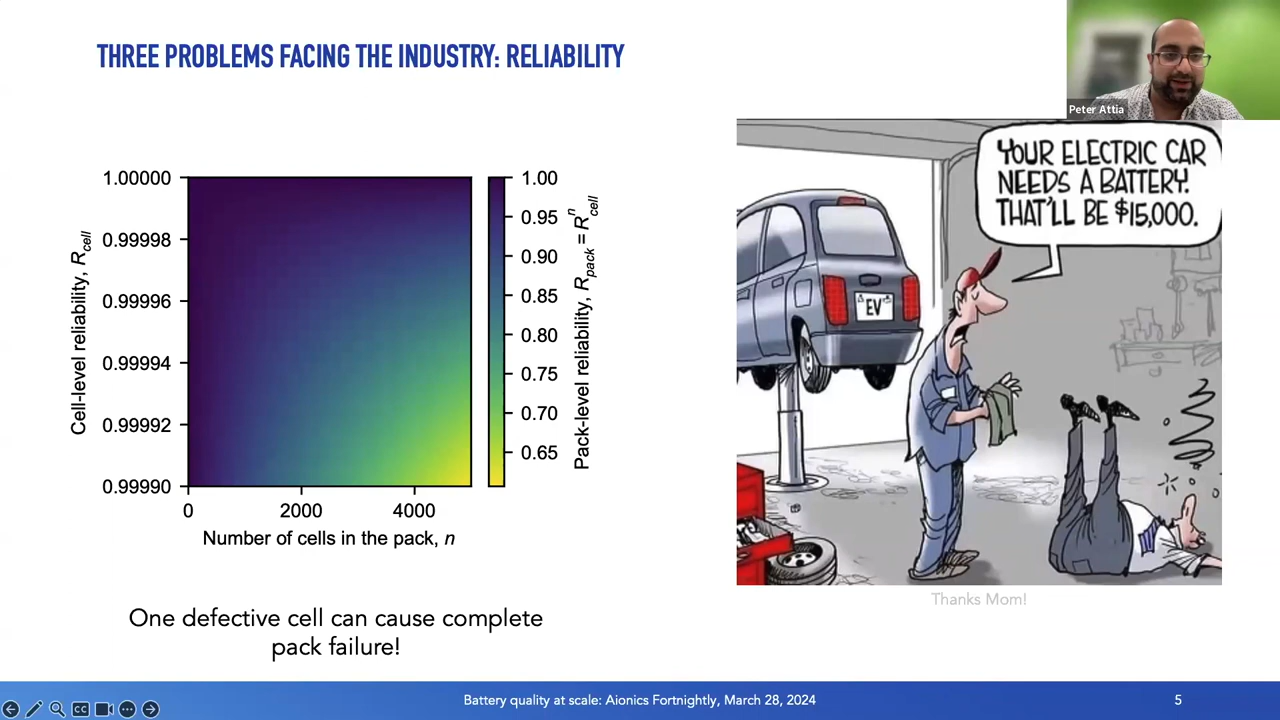 THREE PROBLEMS FACING THE INDUSTRY: RELIABILITY
Peter Attia
1.00000
0.99998
0.99996
0.99994
0.99992
0.99990
Cell-level reliability, R_cell
0
2000
4000
Number of cells in the pack, n
1.00
0.95
0.90
0.85
0.80
0.75
0.70
0.65
Pack-level reliability, R_pack = R^n_cell
One defective cell can cause complete
pack failure!
YOUR ELECTRIC CAR
NEEDS A BATTERY.
THAT'LL BE $15,000.
EV
Thanks Mom!
CC
Battery quality at scale: Aionics Fortnightly, March 28, 2024
5